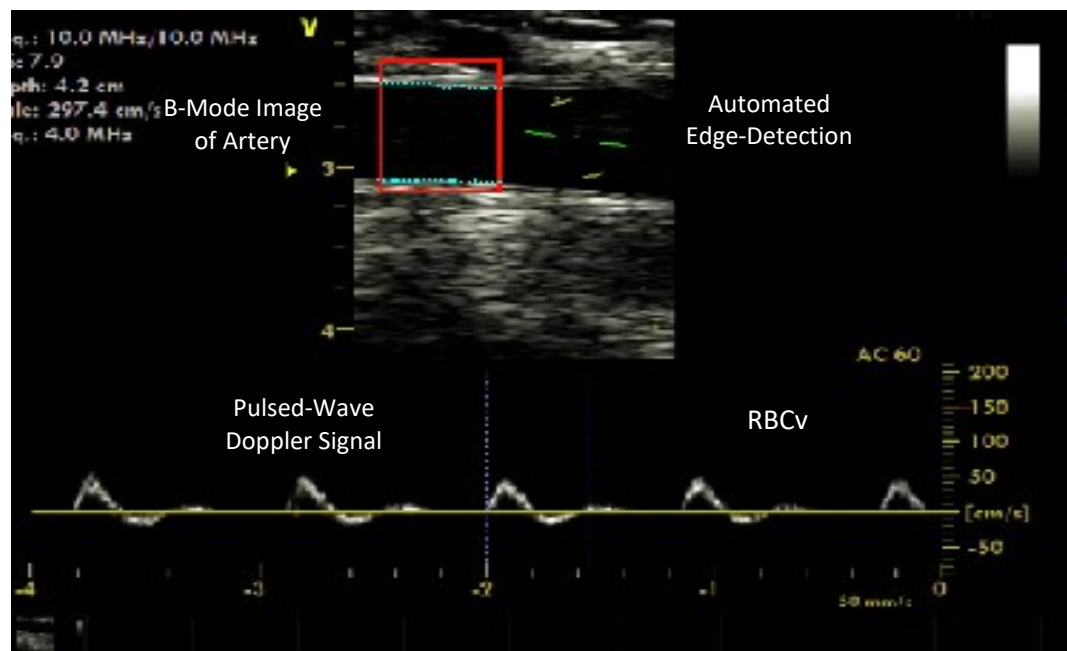 q.: 10.0 MHz/10.0 MHz
: 7.9
pth: 4.2 cm
le: 297.4 cm/s
q.: 4.0 MHz
V
B-Mode Image
of Artery
Automated
Edge-Detection
3
4
AC 60
Pulsed-Wave
Doppler Signal
RBCv
200
150
100
50
[cm/s]
-50
-4
-3
-2
-1
0
50 mm/s